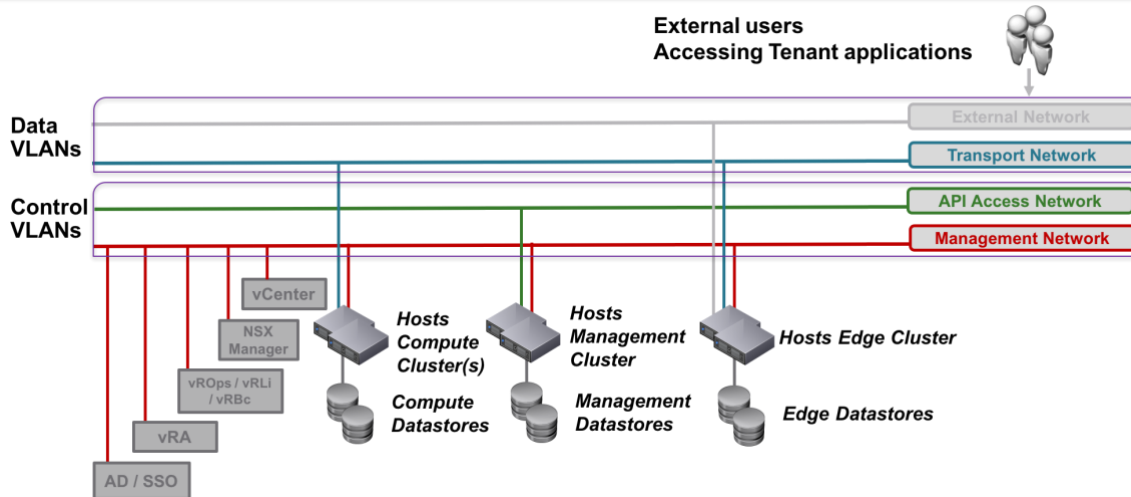 External users
Accessing Tenant applications
Data
VLANs
External Network
Transport Network
Control
VLANs
API Access Network
Management Network
vCenter
NSX
Manager
vROps / vRLi
/ vRBc
vRA
AD / SSO
Hosts
Compute
Cluster(s)
Compute
Datastores
Hosts
Management
Cluster
Management
Datastores
Hosts Edge Cluster
Edge Datastores